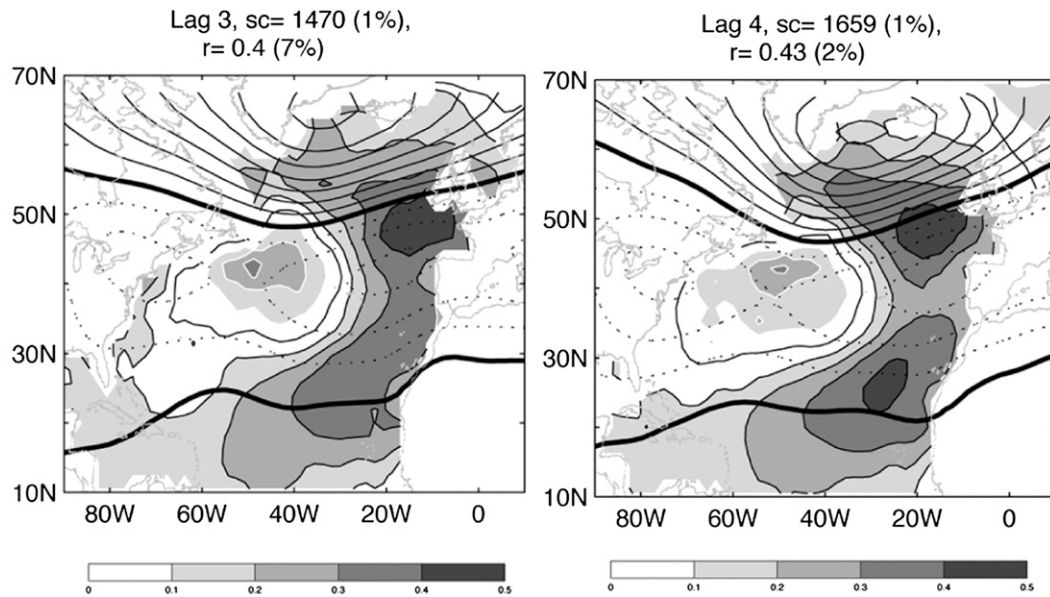 Lag 3, sc= 1470 (1%),
r= 0.4 (7%)
Lag 4, sc= 1659 (1%),
r= 0.43 (2%)
70N
50N
30N
10N
80W 60W 40W 20W 0
70N
50N
30N
10N
80W 60W 40W 20W 0
0 0.1 0.2 0.3 0.4 0.5
0 0.1 0.2 0.3 0.4 0.5